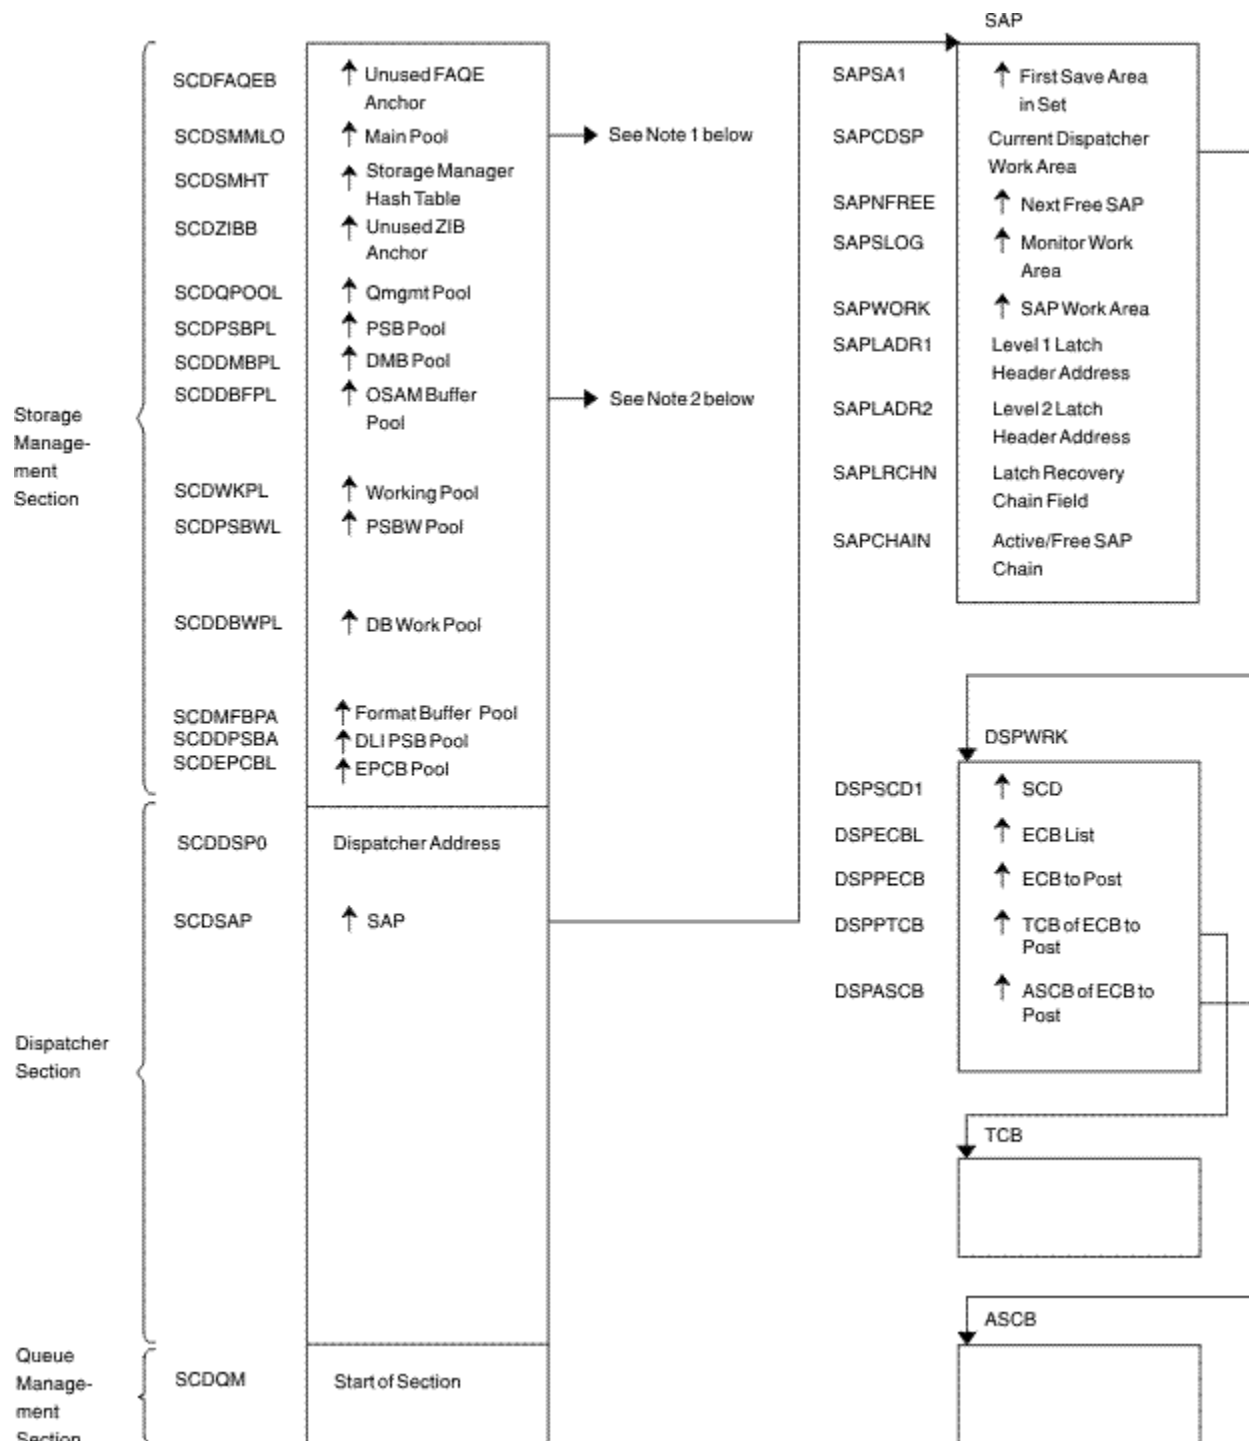 SAP
SCDFAQEB Unused FAQE
Anchor
SCDSMMLO Main Pool
See Note 1 below
SCDSMHT Storage Manager
Hash Table
SCDZIBB Unused ZIB
Anchor
SCDQPOOL Qmgmt Pool
SCDPSBPL PSB Pool
SCDDMBPL DMB Pool
SCDDBFPL OSAM Buffer
Pool
See Note 2 below
Storage
Manage-
ment
Section
SCDWKPL Working Pool
SCDPSBWL PSBW Pool
SCDDBWPL DB Work Pool
SCDMFBPA Format Buffer Pool
SCDDPSBA DLI PSB Pool
SCDEPCBL EPCB Pool
SCDDSP0 Dispatcher Address
SCDSAP SAP
Dispatcher
Section
Queue
Manage-
ment
Section
SCDQM Start of Section
SAPSA1 First Save Area
in Set
SAPCDSP Current Dispatcher
Work Area
SAPNFREE Next Free SAP
SAPSLOG Monitor Work
Area
SAPWORK SAP Work Area
SAPLADR1 Level 1 Latch
Header Address
SAPLADR2 Level 2 Latch
Header Address
SAPLRCHN Latch Recovery
Chain Field
SAPCHAIN Active/Free SAP
Chain
DSPWRK
DSPSCD1 SCD
DSPECBL ECB List
DSPPECB ECB to Post
DSPPTCB TCB of ECB to
Post
DSPASCB ASCB of ECB to
Post
TCB
ASCB